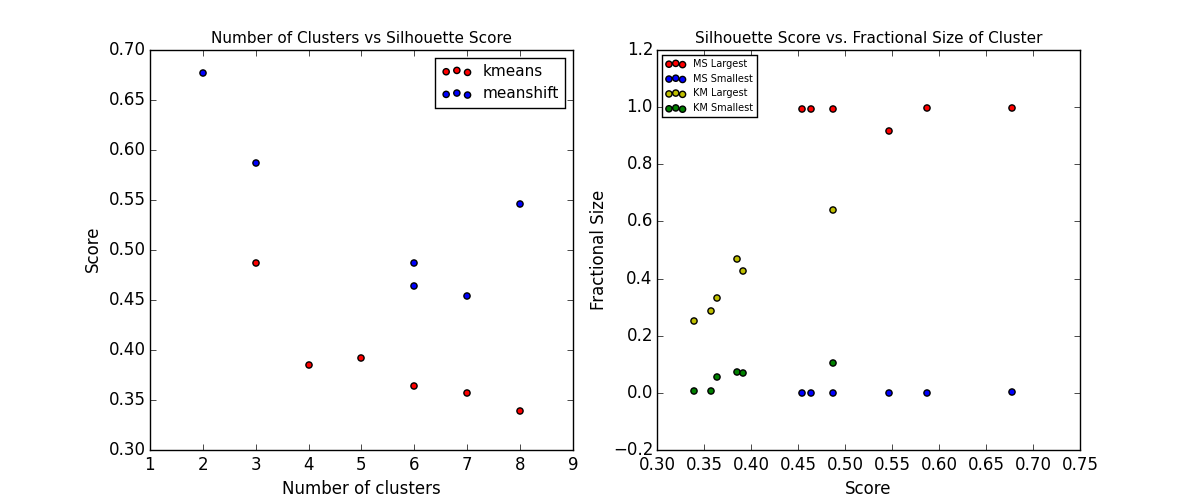 Number of Clusters vs Silhouette Score
0.70
0.65
0.60
0.55
0.50
0.45
0.40
0.35
0.30
Score
kmeans
meanshift
1 2 3 4 5 6 7 8 9
Number of clusters
Silhouette Score vs. Fractional Size of Cluster
1.2
1.0
0.8
0.6
0.4
0.2
0.0
−0.2
Fractional Size
MS Largest
MS Smallest
KM Largest
KM Smallest
0.30 0.35 0.40 0.45 0.50 0.55 0.60 0.65 0.70 0.75
Score